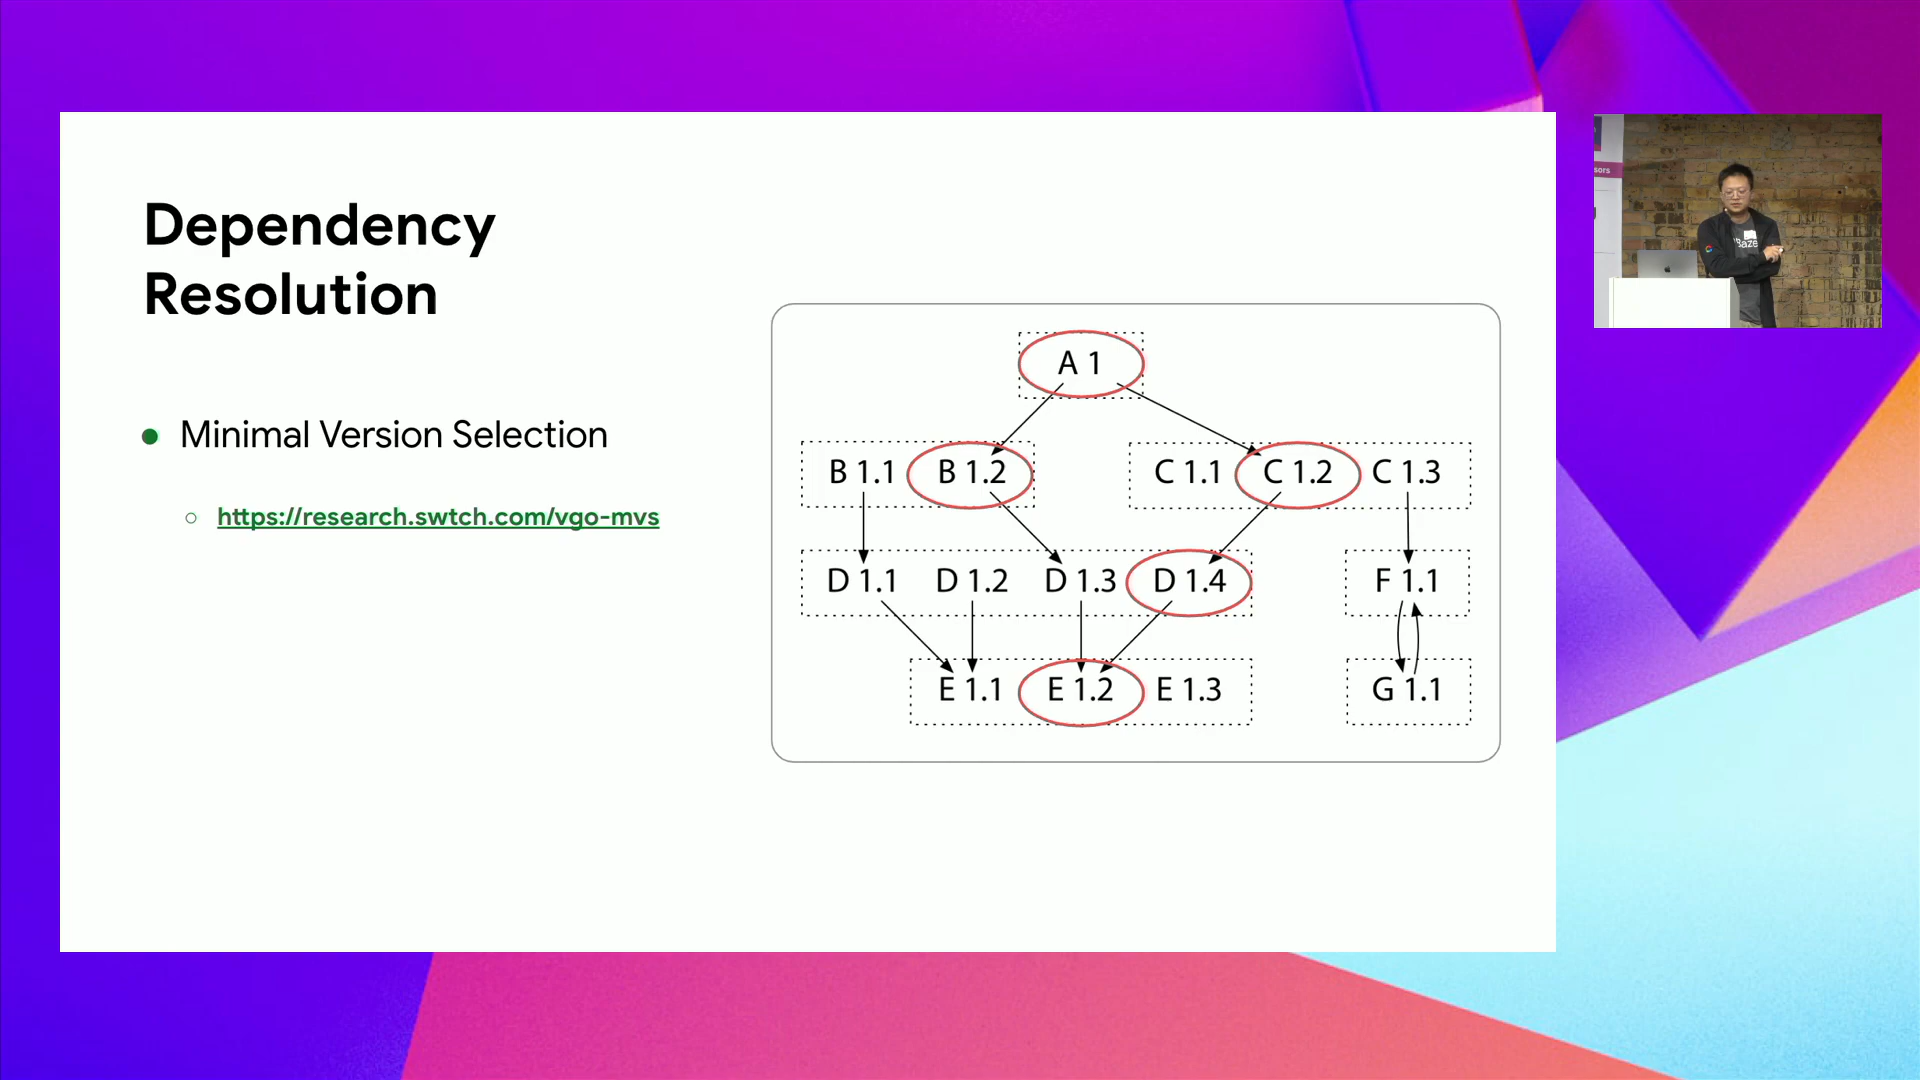 Dependency
Resolution
Minimal Version Selection
https://research.swtch.com/vgo-mvs
A 1
B 1.1 B 1.2 C 1.1 C 1.2 C 1.3
D 1.1 D 1.2 D 1.3 D 1.4 F 1.1
E 1.1 E 1.2 E 1.3 G 1.1
sors
Baze